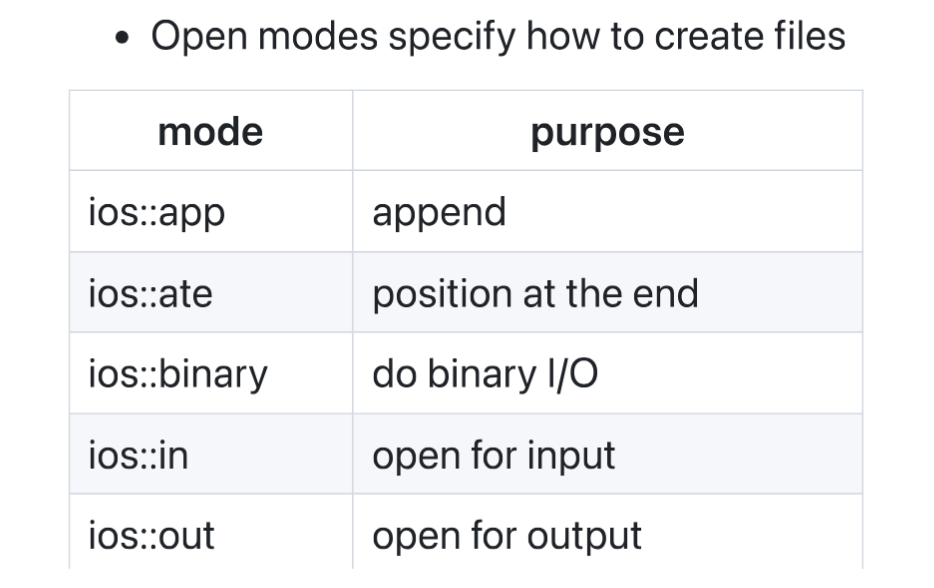 • Open modes specify how to create files
mode purpose
ios::app append
ios::ate position at the end
ios::binary do binary I/O
ios::in open for input
ios::out open for output